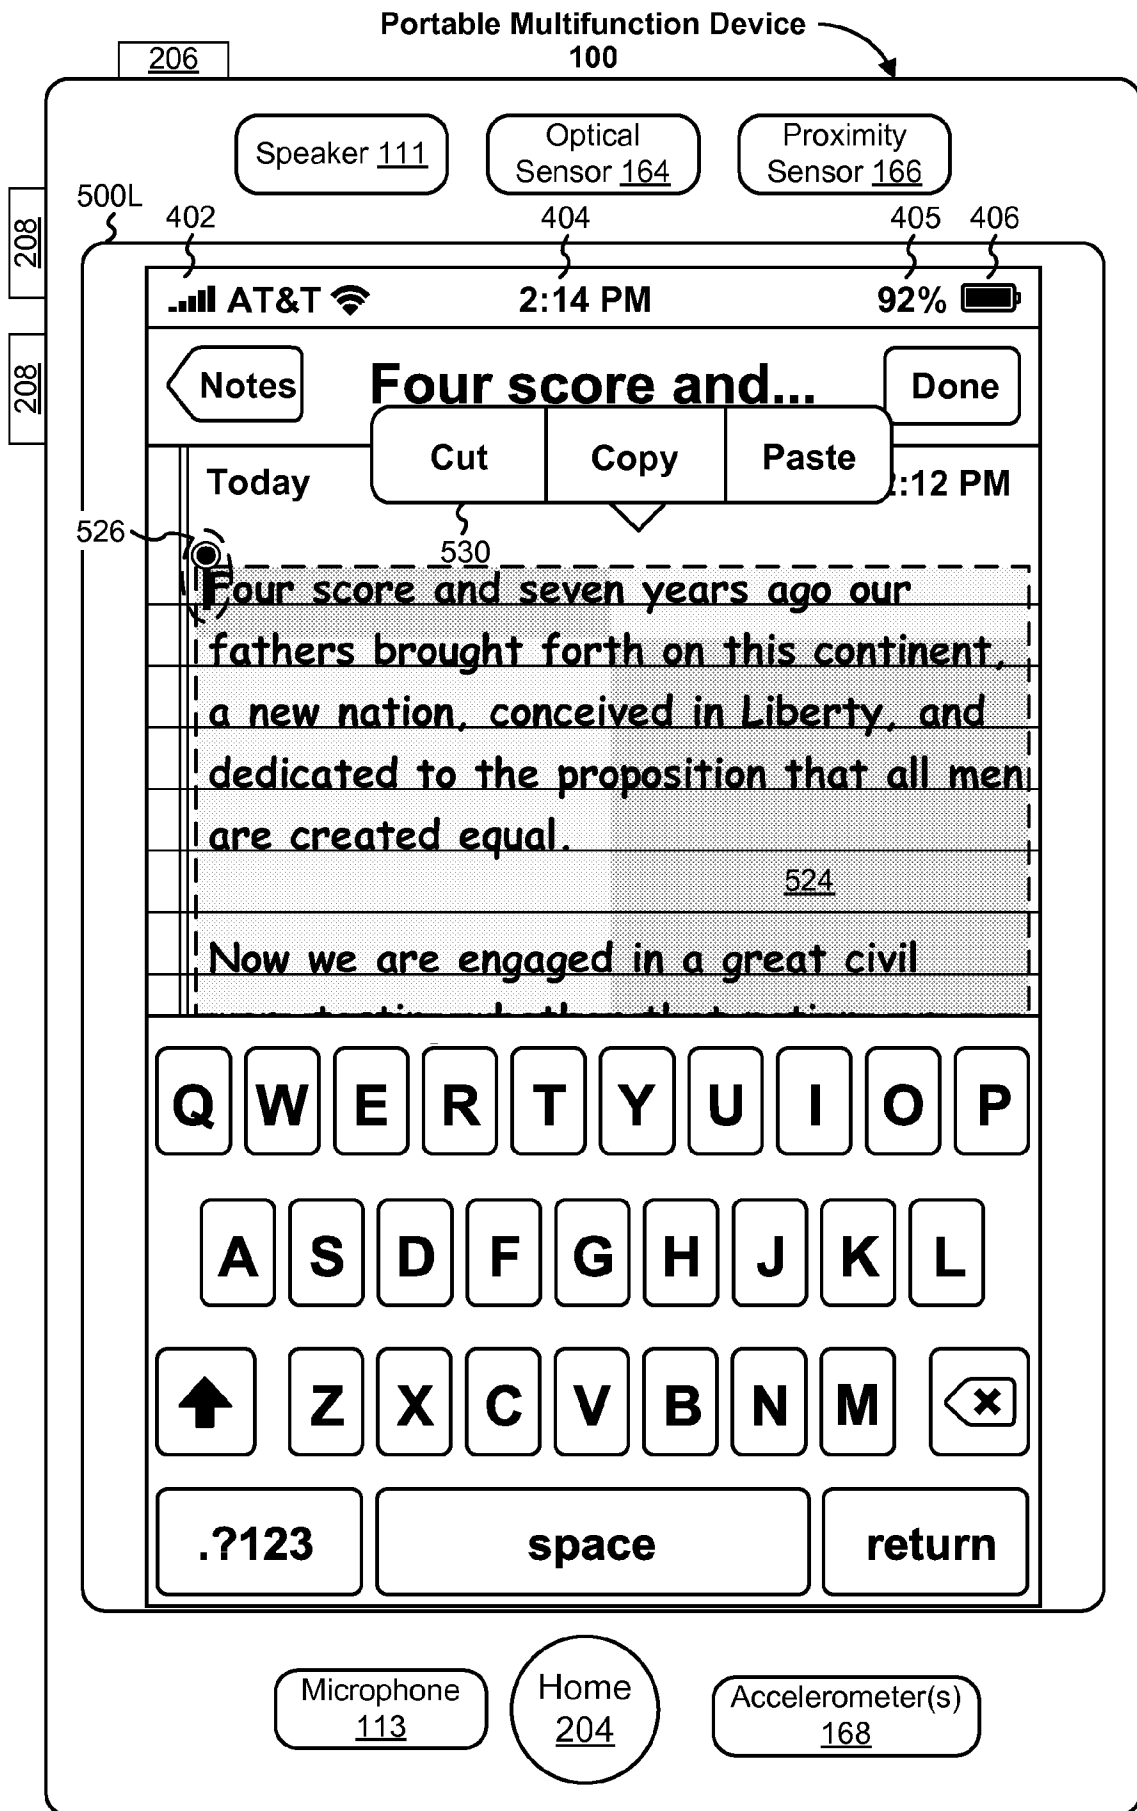 Portable Multifunction Device
100
206
Speaker 111
Optical
Sensor 164
Proximity
Sensor 166
500L
402
404
405
406
208
208
AT&T
2:14 PM
92%
Notes
Four score and...
Done
Cut
Copy
Paste
Today
:12 PM
526
530
Four score and seven years ago our
fathers brought forth on this continent,
a new nation, conceived in Liberty, and
dedicated to the proposition that all men
are created equal.
524
Now we are engaged in a great civil
Q W E R T Y U I O P
A S D F G H J K L
Z X C V B N M
.?123
space
return
Microphone
113
Home
204
Accelerometer(s)
168